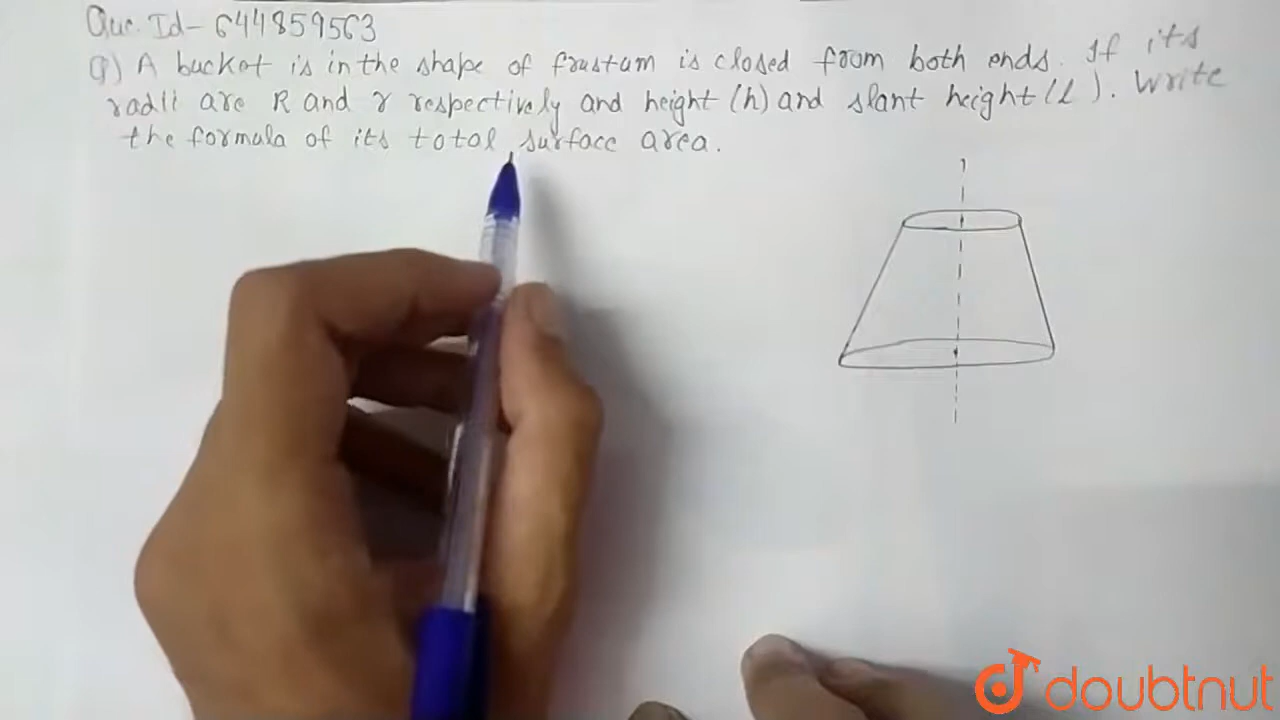 Que. Id- 644859563
Q) A bucket is in the shape of frustum is closed from both ends. If its
radii are R and r respectively and height (h) and slant height (l). Write
the formula of its total surface area.
doubtnut